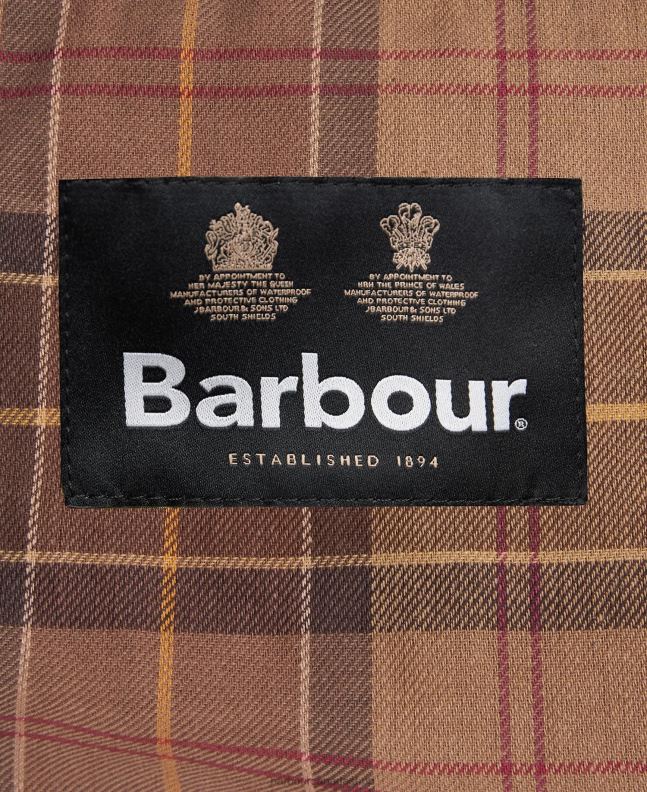 BY APPOINTMENT TO
HER MAJESTY THE QUEEN
MANUFACTURERS OF WATERPROOF
AND PROTECTIVE CLOTHING
JBARBOUR & SONS LTD
SOUTH SHIELDS
BY APPOINTMENT TO
HRH THE PRINCE OF WALES
MANUFACTURERS OF WATERPROOF
AND PROTECTIVE CLOTHING
JBARBOUR & SONS LTD
SOUTH SHIELDS
Barbour®
ESTABLISHED 1894